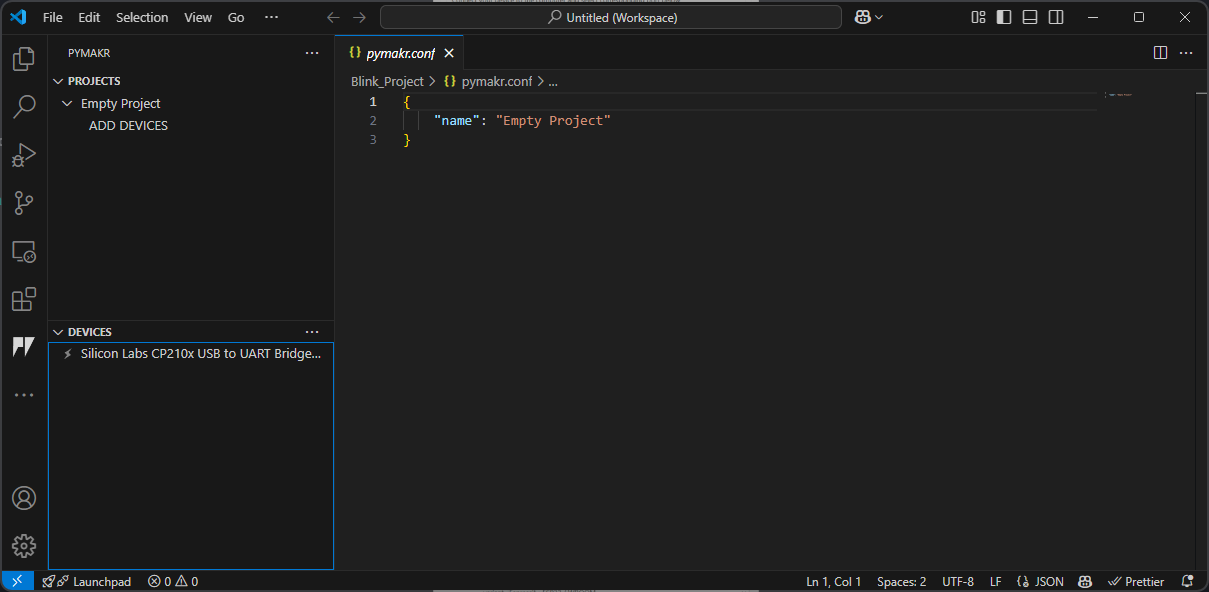 File Edit Selection View Go ···
Untitled (Workspace)
PYMAKR ···
PROJECTS
Empty Project
ADD DEVICES
DEVICES ···
Silicon Labs CP210x USB to UART Bridge...
{} pymakr.conf ···
Blink_Project > {} pymakr.conf > ...
1 {
2 "name": "Empty Project"
3 }
Launchpad 0 0 Ln 1, Col 1 Spaces: 2 UTF-8 LF {} JSON Prettier